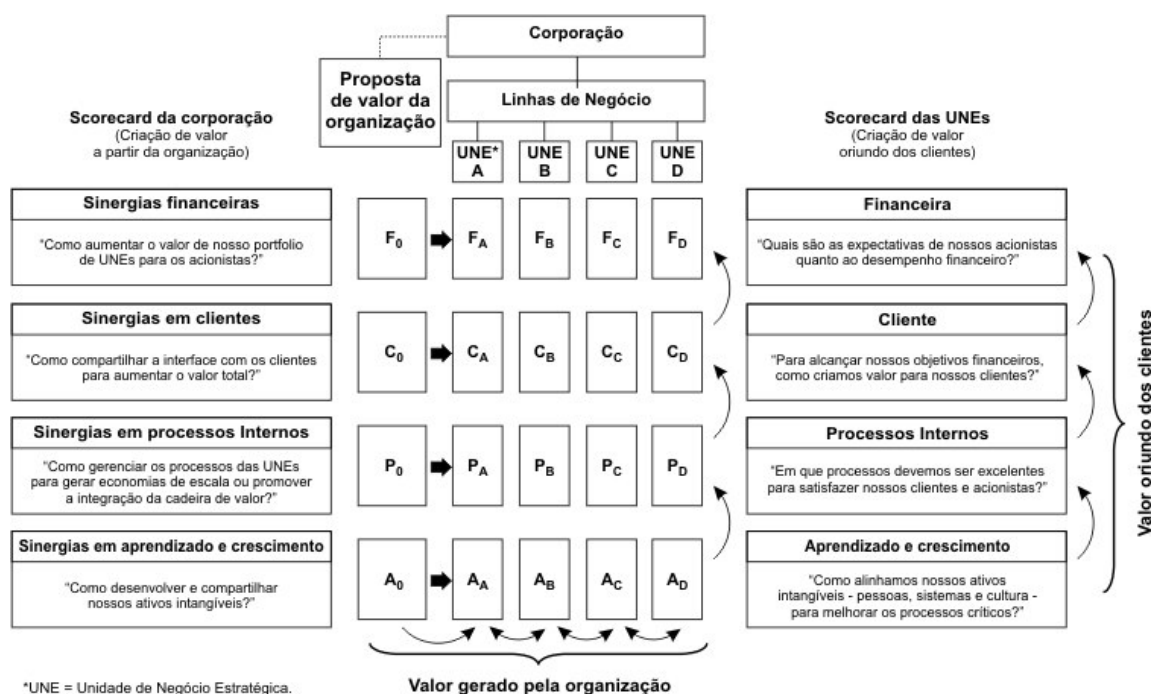 Corporação
Proposta
de valor da
organização
Linhas de Negócio
Scorecard da corporação
(Criação de valor
a partir da organização)
UNE*
A
UNE
B
UNE
C
UNE
D
Scorecard das UNEs
(Criação de valor
oriundo dos clientes)
Sinergias financeiras
"Como aumentar o valor de nosso portfolio
de UNEs para os acionistas?"
F0
FA
FB
FC
FD
Financeira
"Quais são as expectativas de nossos acionistas
quanto ao desempenho financeiro?"
Sinergias em clientes
"Como compartilhar a interface com os clientes
para aumentar o valor total?"
C0
CA
CB
CC
CD
Cliente
"Para alcançar nossos objetivos financeiros,
como criamos valor para nossos clientes?"
Sinergias em processos Internos
"Como gerenciar os processos das UNEs
para gerar economias de escala ou promover
a integração da cadeira de valor?"
P0
PA
PB
PC
PD
Processos Internos
"Em que processos devemos ser excelentes
para satisfazer nossos clientes e acionistas?"
Sinergias em aprendizado e crescimento
"Como desenvolver e compartilhar
nossos ativos intangíveis?"
A0
AA
AB
AC
AD
Aprendizado e crescimento
"Como alinhamos nossos ativos
intangíveis - pessoas, sistemas e cultura -
para melhorar os processos críticos?"
Valor oriundo dos clientes
*UNE = Unidade de Negócio Estratégica.
Valor gerado pela organização